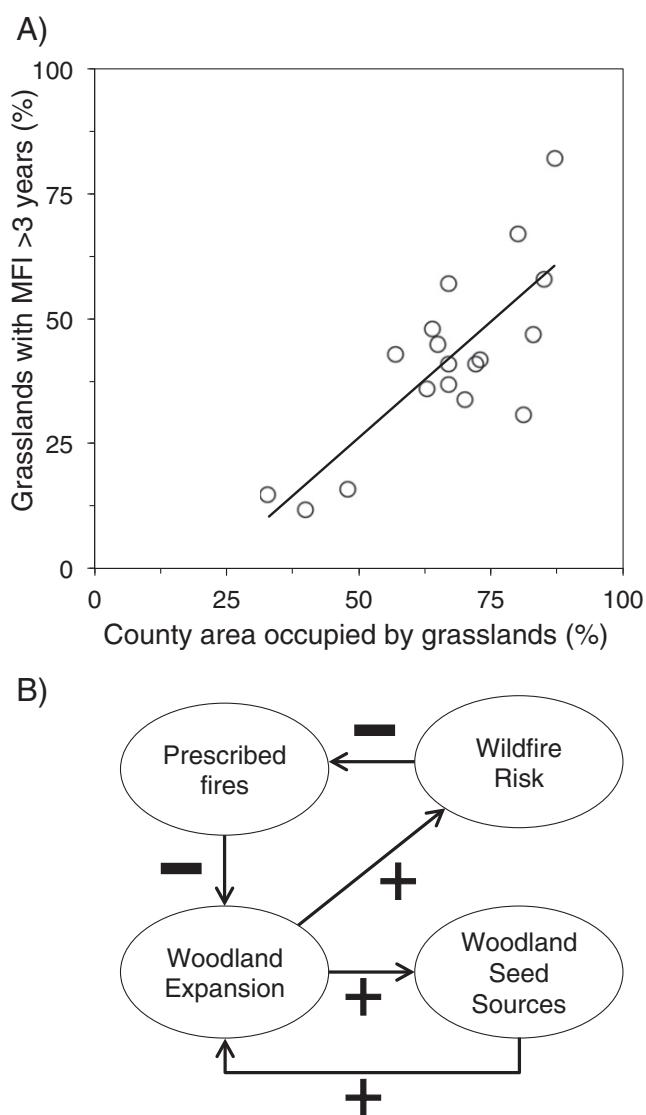 A)
Grasslands with MFI >3 years (%)
100
75
50
25
0
0 25 50 75 100
County area occupied by grasslands (%)
B)
Prescribed
fires
Wildfire
Risk
Woodland
Expansion
Woodland
Seed
Sources
−
−
+
+
+